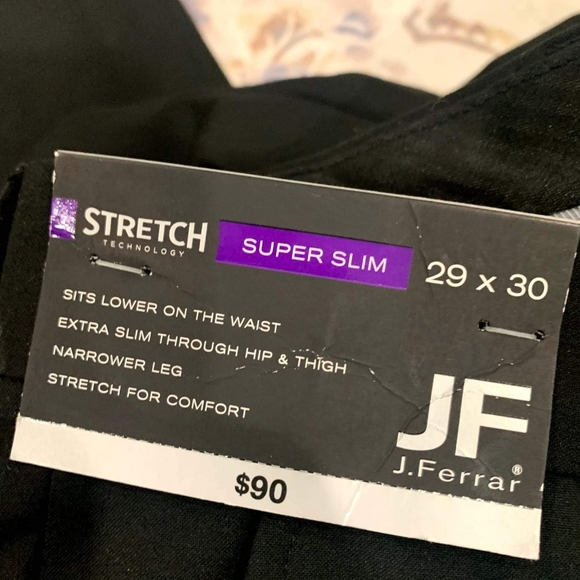 STRETCH
TECHNOLOGY
SUPER SLIM
29 x 30
SITS LOWER ON THE WAIST
EXTRA SLIM THROUGH HIP & THIGH
NARROWER LEG
STRETCH FOR COMFORT
JF
J.Ferrar®
$90